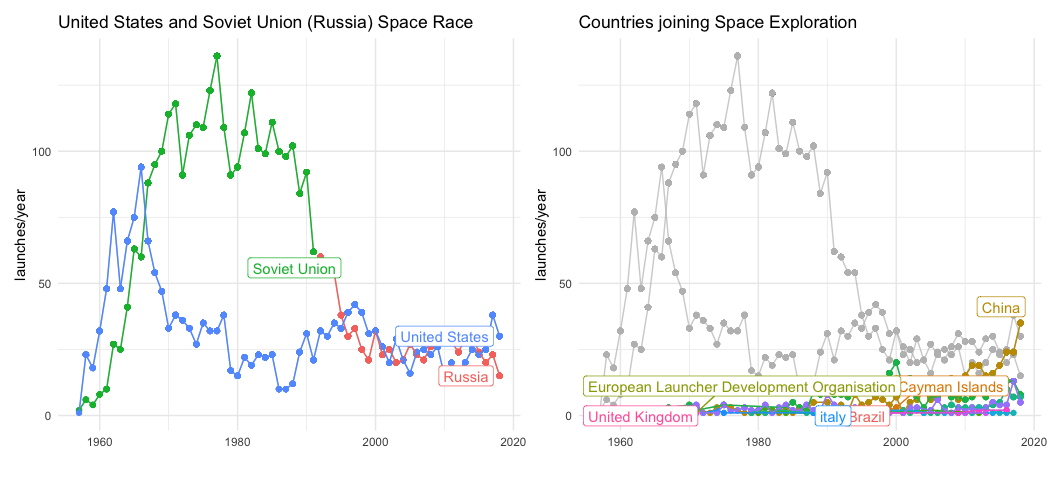 United States and Soviet Union (Russia) Space Race
launches/year
100
50
0
Soviet Union
United States
Russia
1960
1980
2000
2020
Countries joining Space Exploration
launches/year
100
50
0
China
European Launcher Development Organisation
Cayman Islands
United Kingdom
italy
Brazil
1960
1980
2000
2020